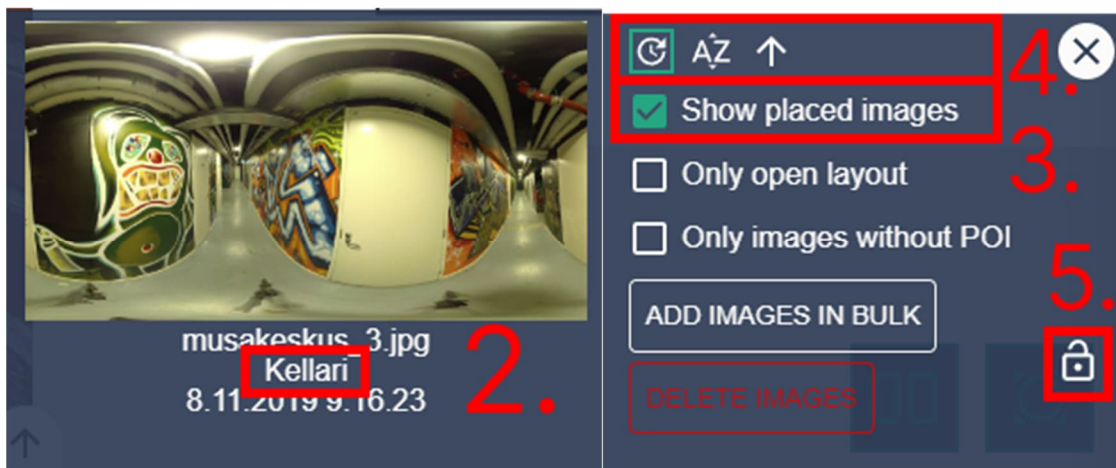 musakeskus_3.jpg
Kellari
8.11.2019 9.16.23
2.
AZ
4.
Show placed images
3.
Only open layout
Only images without POI
5.
ADD IMAGES IN BULK
DELETE IMAGES